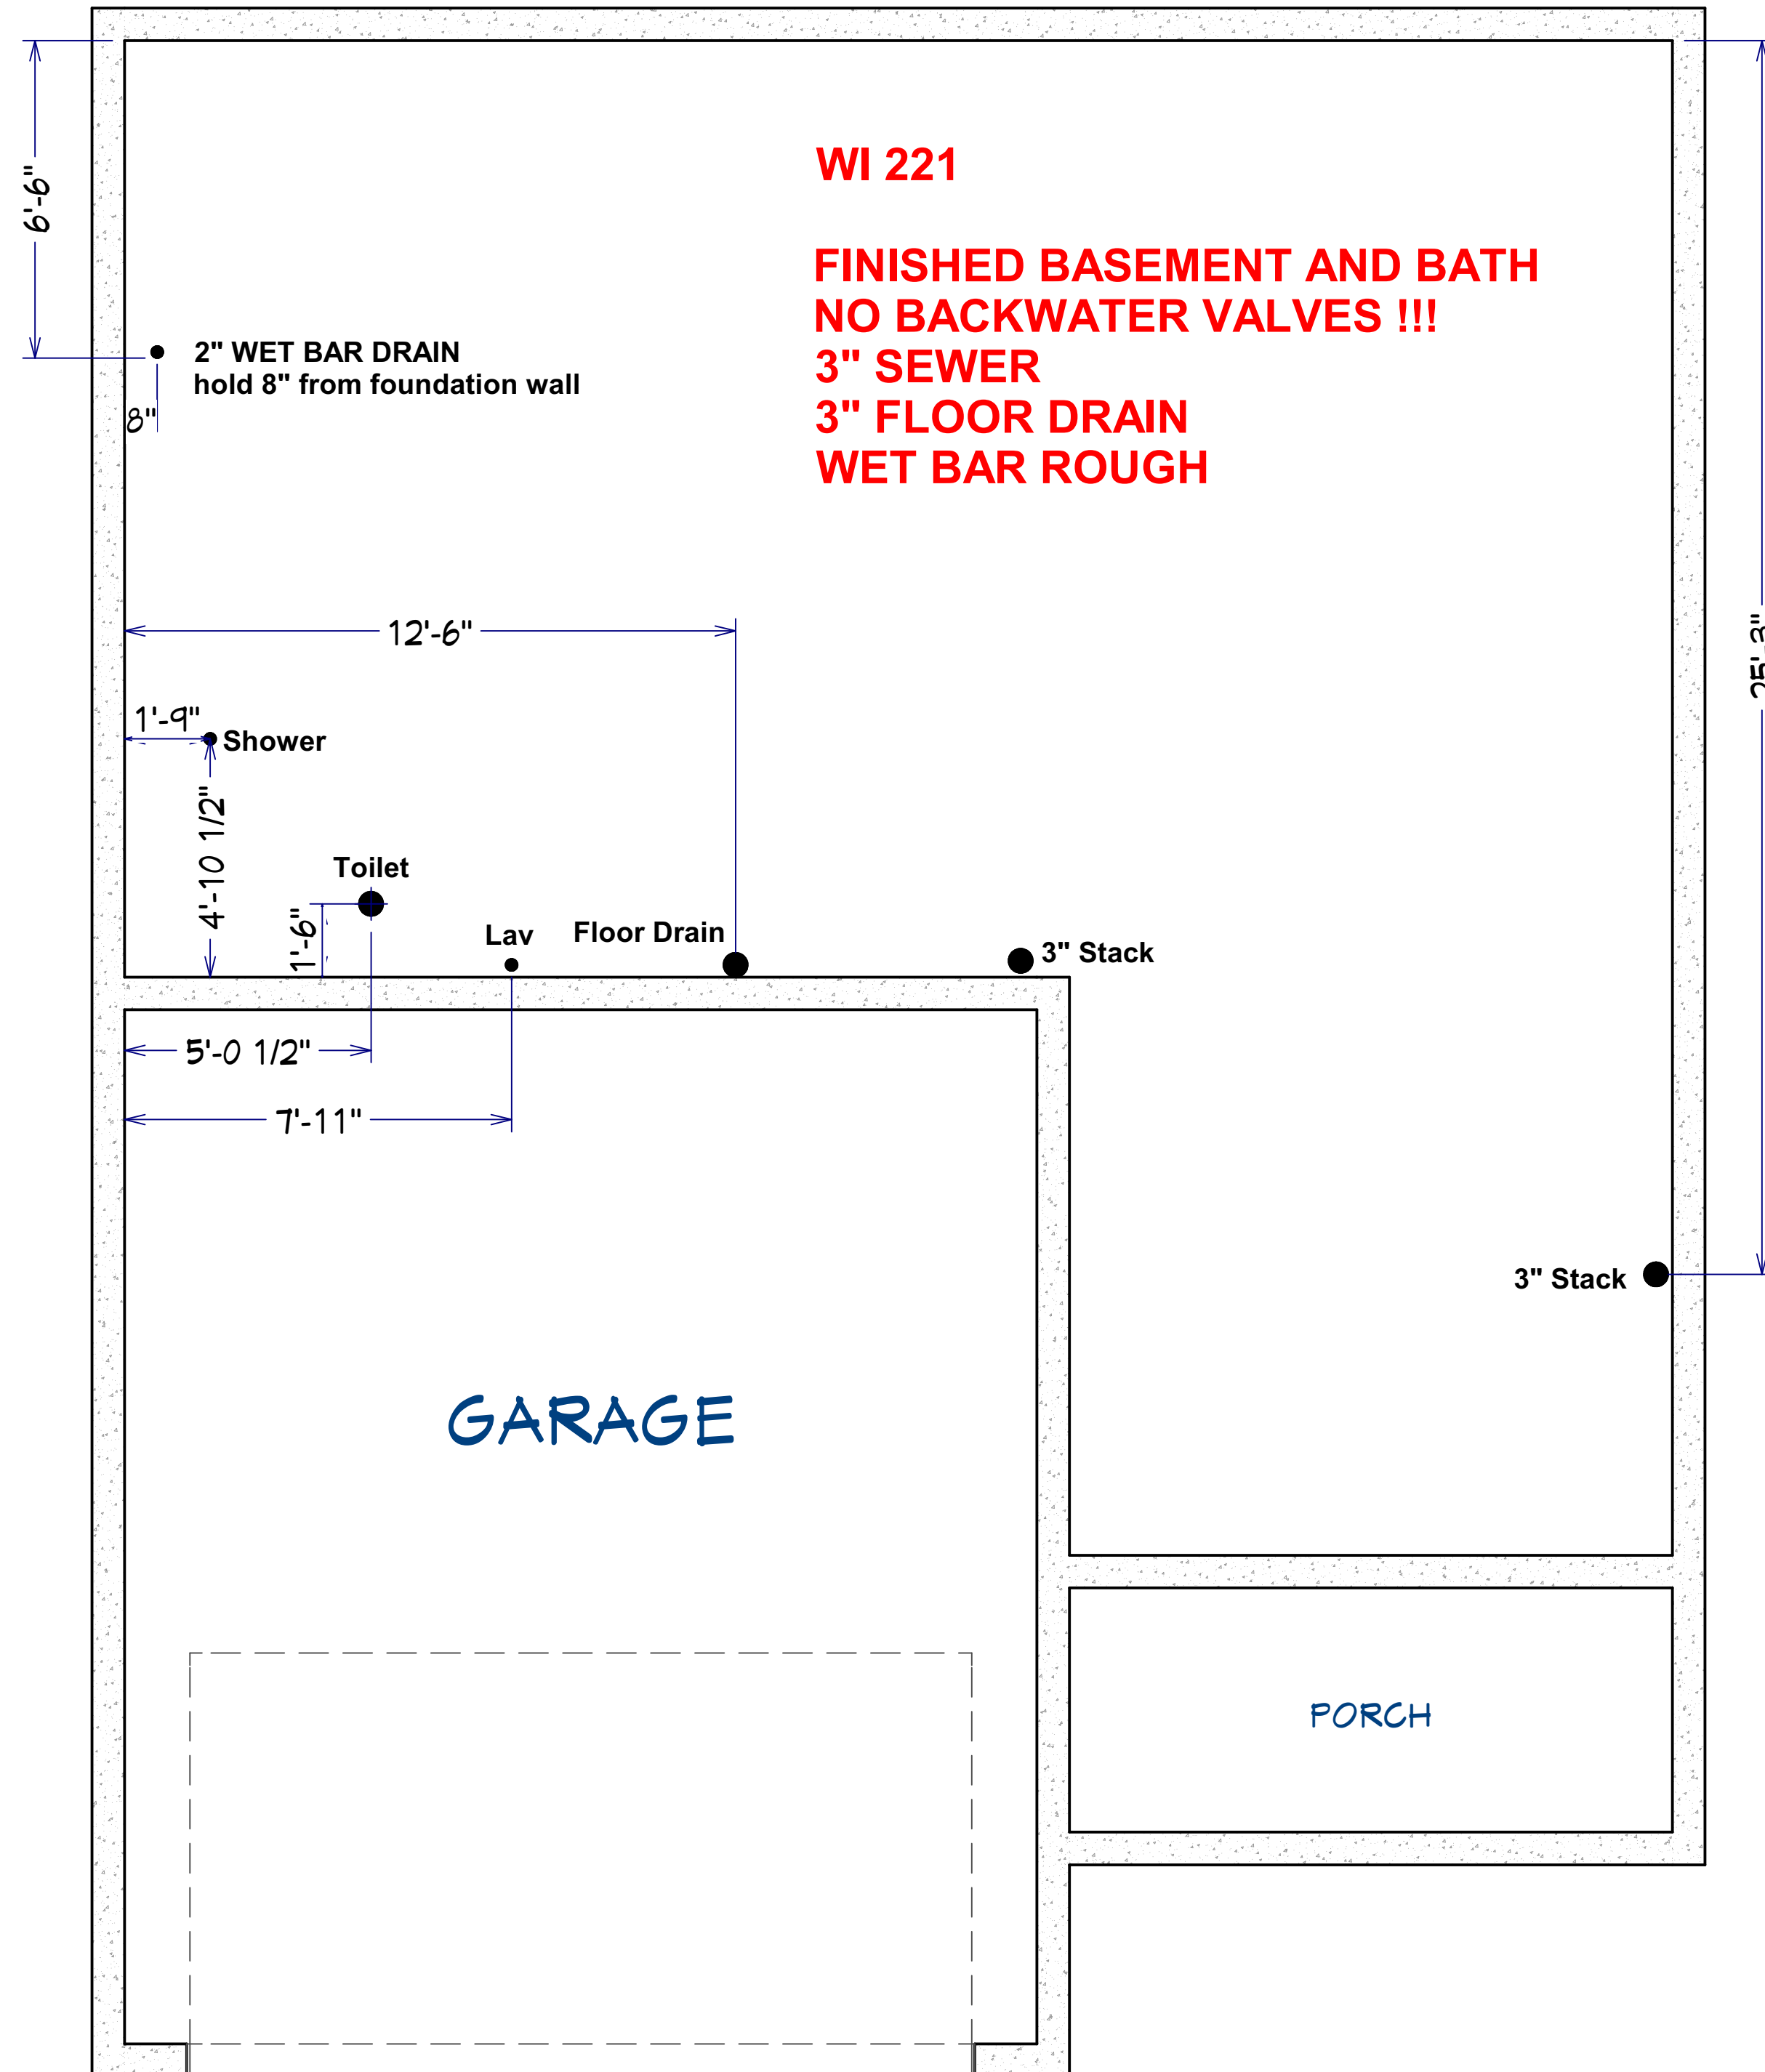 WI 221
6'-6"
FINISHED BASEMENT AND BATH
NO BACKWATER VALVES !!!
3" SEWER
3" FLOOR DRAIN
WET BAR ROUGH
2" WET BAR DRAIN
hold 8" from foundation wall
8"
12'-6"
25'-3"
1'-9"
Shower
4'-10 1/2"
Toilet
1'-6"
Lav
Floor Drain
3" Stack
5'-0 1/2"
7'-11"
3" Stack
GARAGE
PORCH